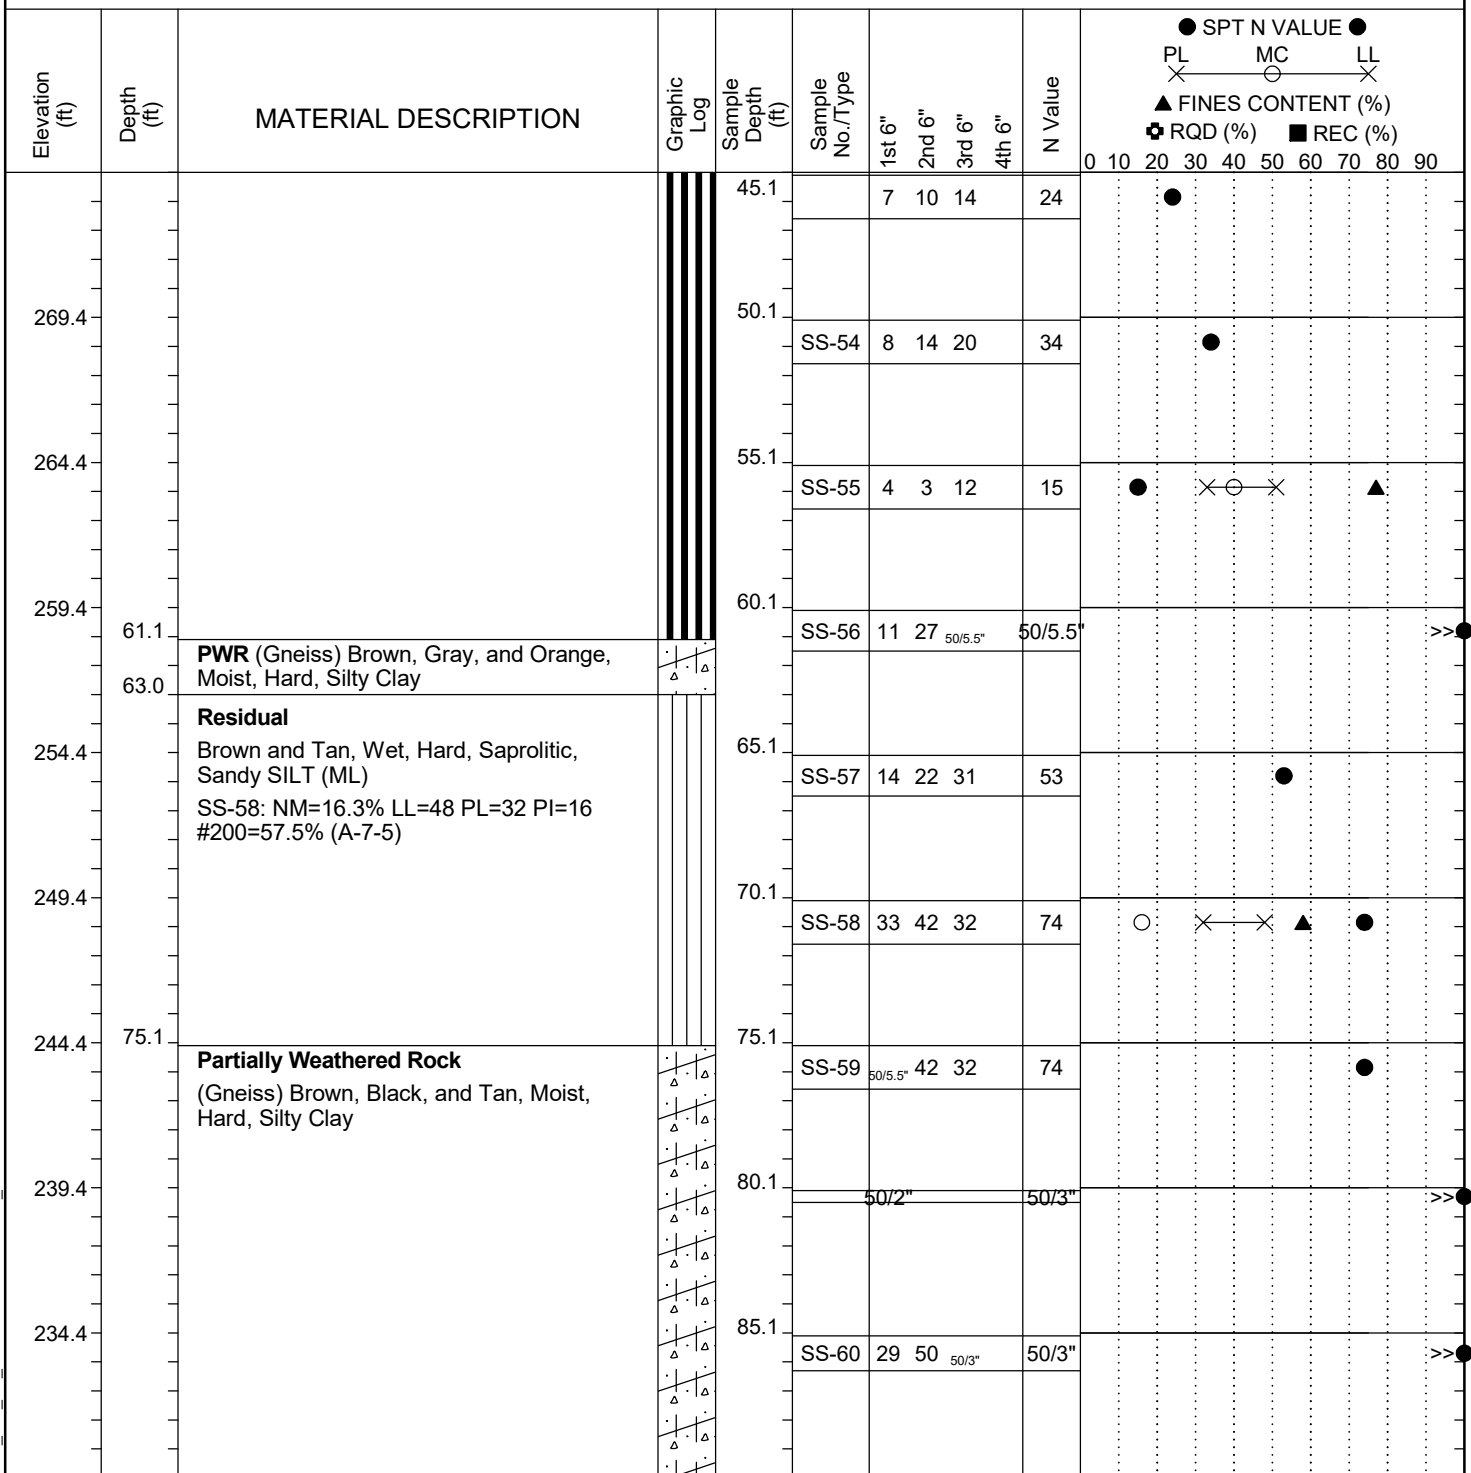 ● SPT N VALUE ●
PL MC LL
▲ FINES CONTENT (%)
RQD (%) ■ REC (%)
0 10 20 30 40 50 60 70 80 90
Elevation (ft)
Depth (ft)
MATERIAL DESCRIPTION
Graphic Log
Sample Depth (ft)
Sample No./Type
1st 6"
2nd 6"
3rd 6"
4th 6"
N Value
45.1
7 10 14 24
269.4 50.1
SS-54 8 14 20 34
264.4 55.1
SS-55 4 3 12 15
259.4 60.1
61.1
SS-56 11 27 50/5.5" 50/5.5" >>
PWR (Gneiss) Brown, Gray, and Orange,
Moist, Hard, Silty Clay
63.0
Residual
Brown and Tan, Wet, Hard, Saprolitic,
Sandy SILT (ML)
254.4 65.1
SS-57 14 22 31 53
SS-58: NM=16.3% LL=48 PL=32 PI=16
#200=57.5% (A-7-5)
249.4 70.1
SS-58 33 42 32 74
244.4 75.1 75.1
Partially Weathered Rock
SS-59 50/5.5" 42 32 74
(Gneiss) Brown, Black, and Tan, Moist,
Hard, Silty Clay
239.4 80.1
50/2" 50/3" >>
234.4 85.1
SS-60 29 50 50/3" 50/3" >>